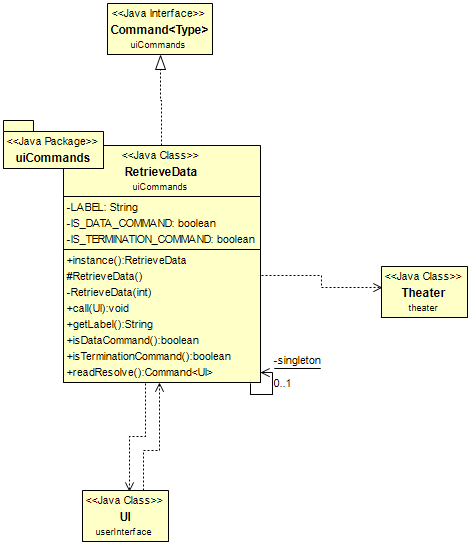 <<Java Interface>>
Command<Type>
uiCommands
<<Java Package>>
uiCommands
<<Java Class>>
RetrieveData
uiCommands
-LABEL: String
-IS_DATA_COMMAND: boolean
-IS_TERMINATION_COMMAND: boolean
+instance():RetrieveData
#RetrieveData()
-RetrieveData(int)
+call(UI):void
+getLabel():String
+isDataCommand():boolean
+isTerminationCommand():boolean
+readResolve():Command<UI>
<<Java Class>>
Theater
theater
-singleton
0..1
<<Java Class>>
UI
userInterface